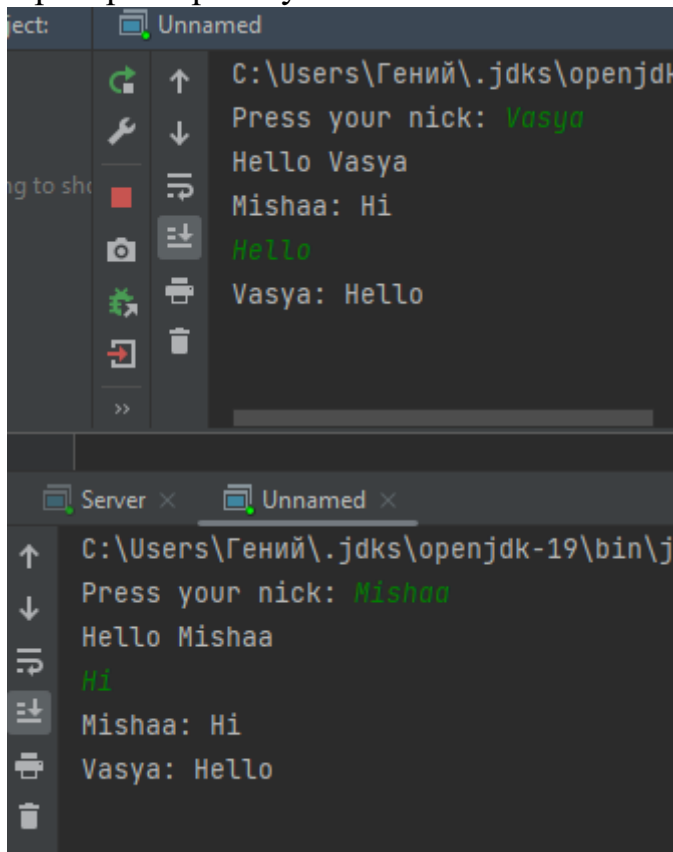 ject: Unnamed
C:\Users\Гений\.jdks\openjdk
Press your nick: Vasya
Hello Vasya
ng to sho
Mishaa: Hi
Hello
Vasya: Hello
Server Unnamed
C:\Users\Гений\.jdks\openjdk-19\bin\j
Press your nick: Mishaa
Hello Mishaa
Hi
Mishaa: Hi
Vasya: Hello